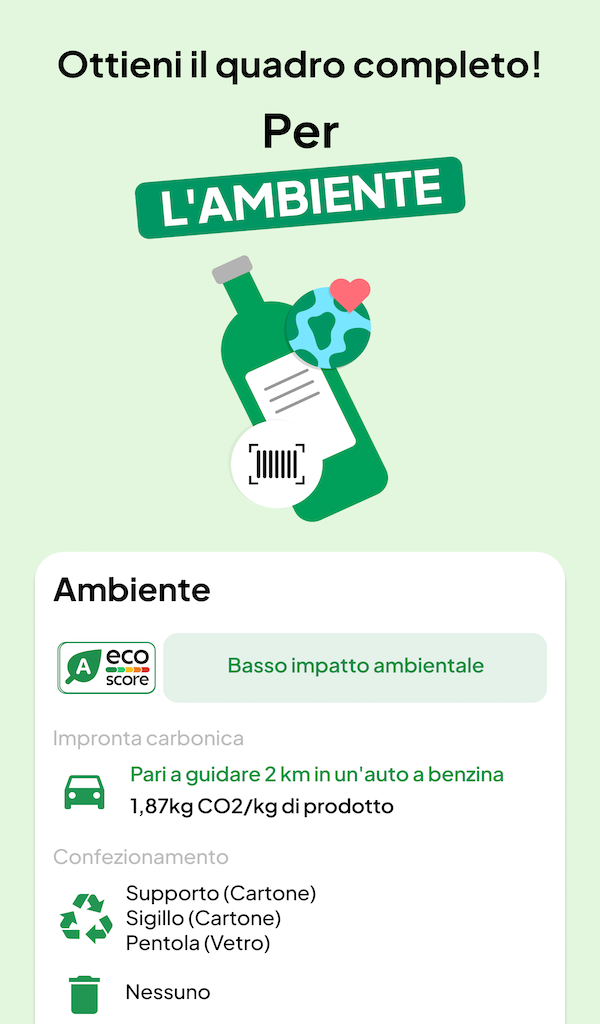 Ottieni il quadro completo!
Per
L'AMBIENTE
Ambiente
A
eco
score
Basso impatto ambientale
Impronta carbonica
Pari a guidare 2 km in un'auto a benzina
1,87kg CO2/kg di prodotto
Confezionamento
Supporto (Cartone)
Sigillo (Cartone)
Pentola (Vetro)
Nessuno